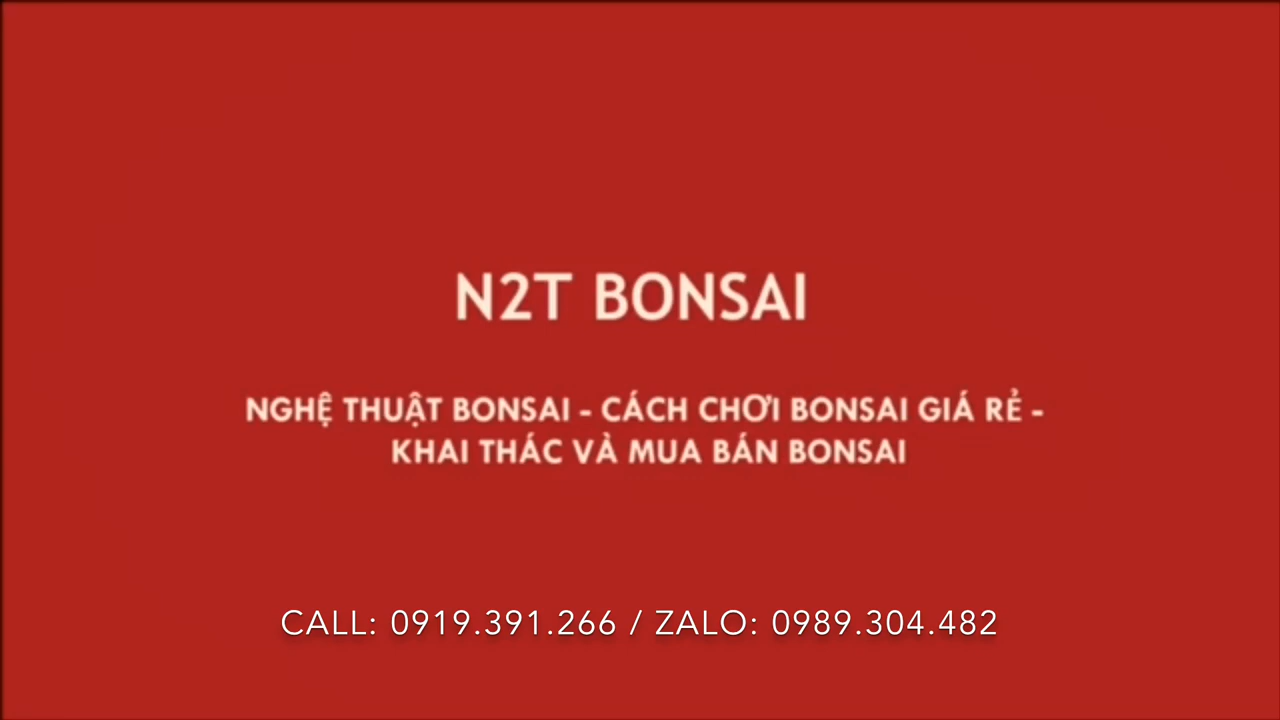 N2T BONSAI
NGHỆ THUẬT BONSAI - CÁCH CHƠI BONSAI GIÁ RẺ -
KHAI THÁC VÀ MUA BÁN BONSAI
CALL: 0919.391.266 / ZALO: 0989.304.482